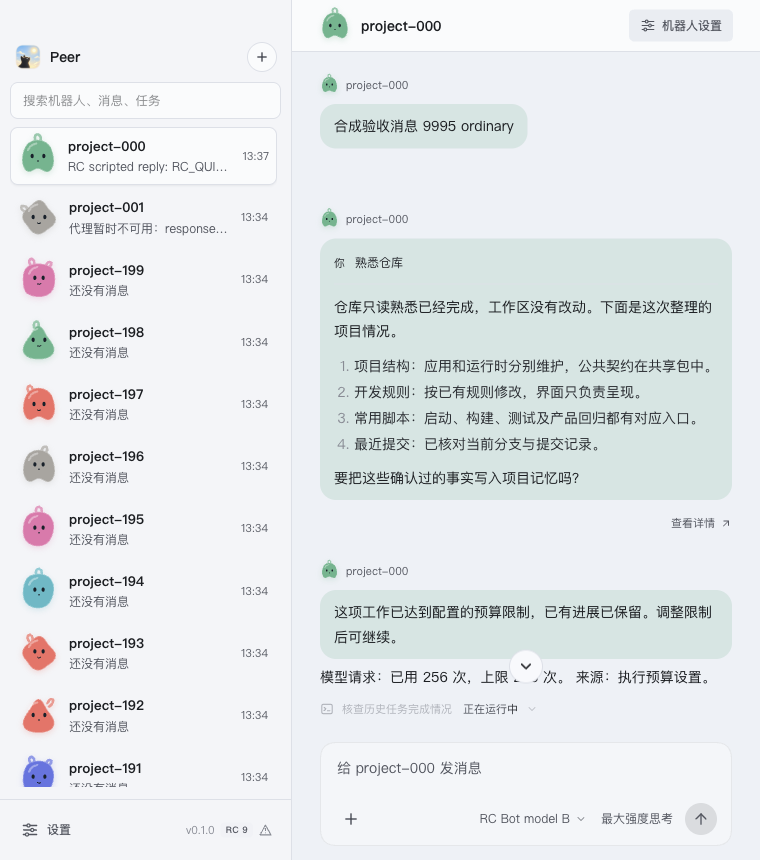 Peer
搜索机器人、消息、任务
project-000
13:37
RC scripted reply: RC_QUI...
project-001
13:34
代理暂时不可用：response...
project-199
13:34
还没有消息
project-198
13:34
还没有消息
project-197
13:34
还没有消息
project-196
13:34
还没有消息
project-195
13:34
还没有消息
project-194
13:34
还没有消息
project-193
13:34
还没有消息
project-192
13:34
还没有消息
project-191
13:34
设置
v0.1.0
RC 9
project-000
机器人设置
project-000
合成验收消息 9995 ordinary
project-000
你 熟悉仓库
仓库只读熟悉已经完成，工作区没有改动。下面是这次整理的
项目情况。
1. 项目结构：应用和运行时分别维护，公共契约在共享包中。
2. 开发规则：按已有规则修改，界面只负责呈现。
3. 常用脚本：启动、构建、测试及产品回归都有对应入口。
4. 最近提交：已核对当前分支与提交记录。
要把这些确认过的事实写入项目记忆吗？
查看详情
project-000
这项工作已达到配置的预算限制，已有进展已保留。调整限制
后可继续。
模型请求：已用 256 次，上限 次。 来源：执行预算设置。
核查历史任务完成情况 正在运行中
给 project-000 发消息
RC Bot model B
最大强度思考